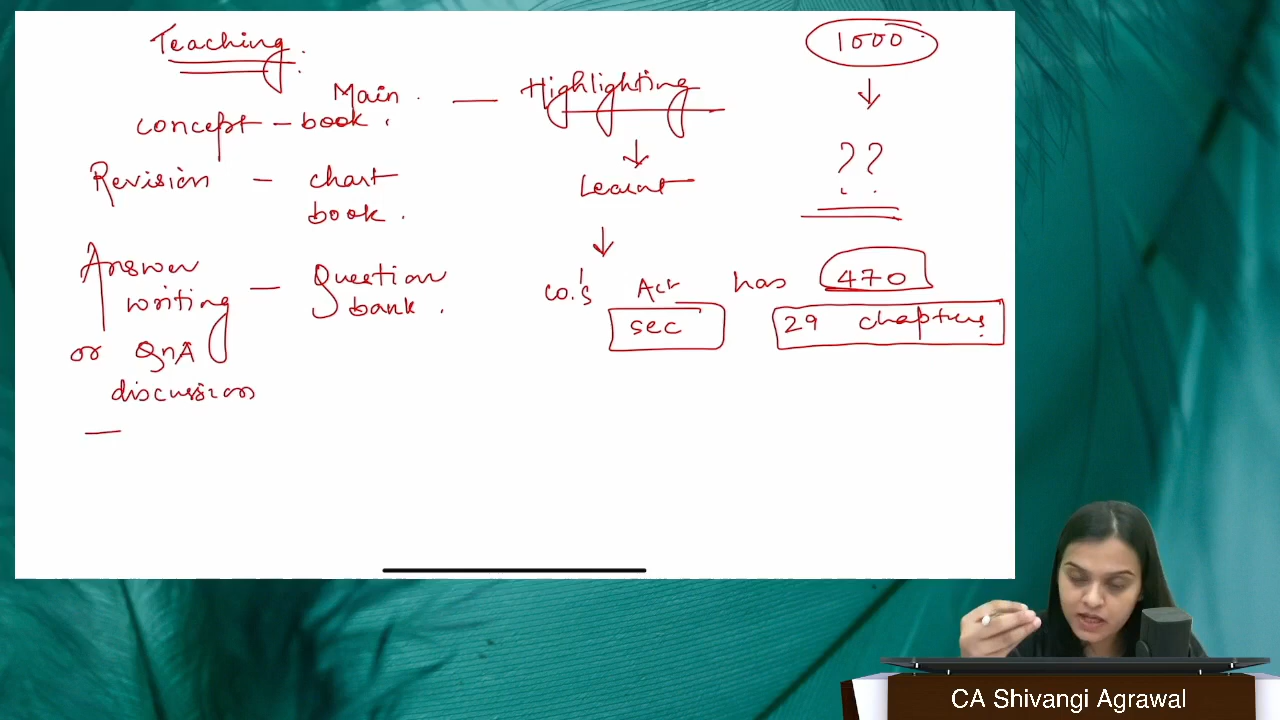 Teaching.
Main — Highlighting
concept - book.
Revision - chart
book.
Learnt
Answer
writing — Question
bank.
or QnA
discussion
—
1000
??
co.'s Act has 470
sec 29 chapters.
CA Shivangi Agrawal